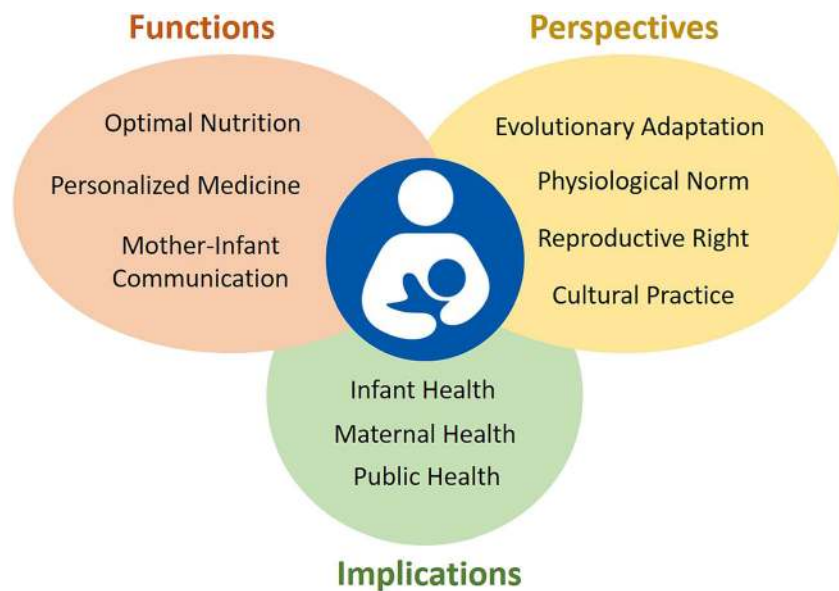 Functions
Optimal Nutrition
Personalized Medicine
Mother-Infant
Communication
Perspectives
Evolutionary Adaptation
Physiological Norm
Reproductive Right
Cultural Practice
Infant Health
Maternal Health
Public Health
Implications